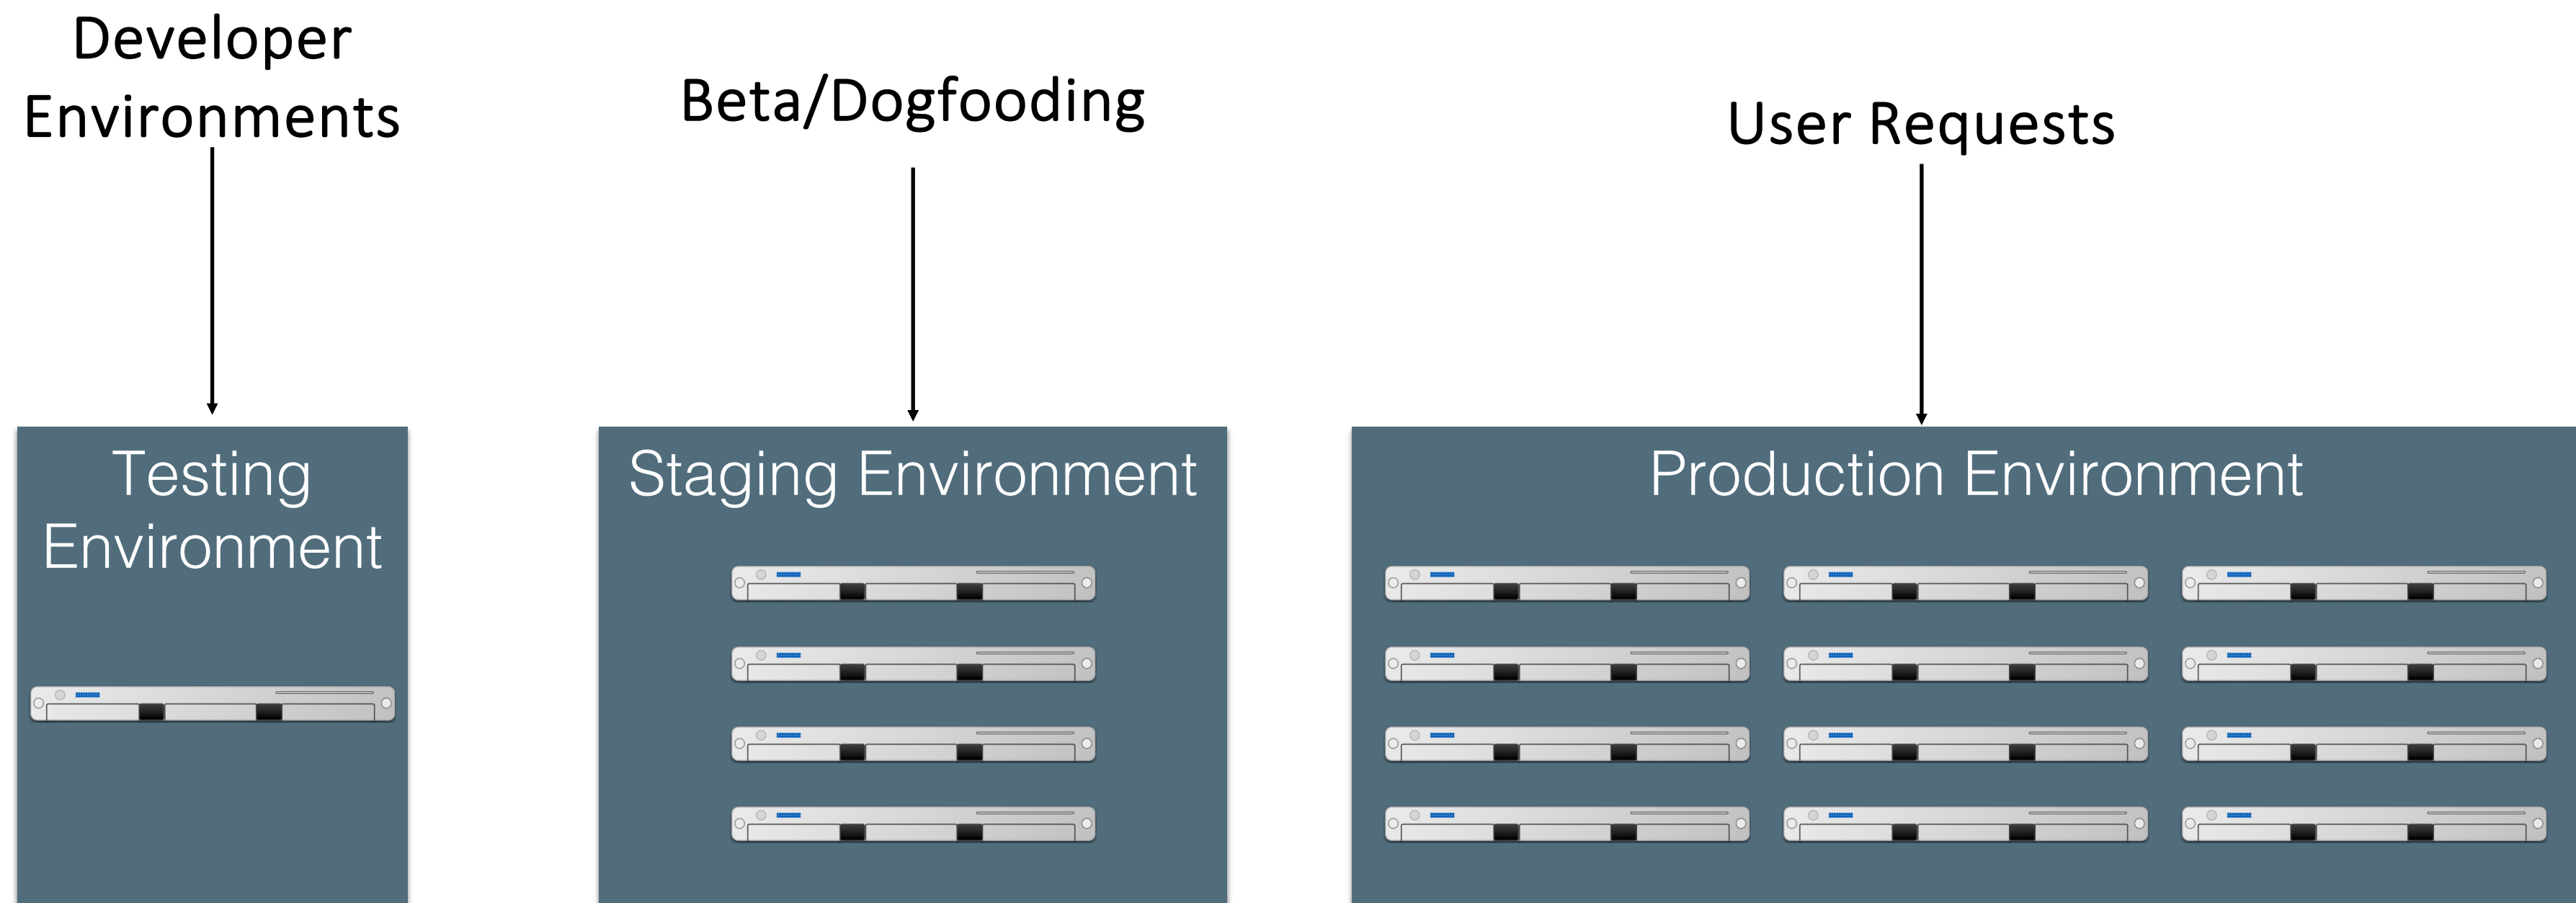 Developer
Environments
Beta/Dogfooding
User Requests
Testing
Environment
Staging Environment
Production Environment